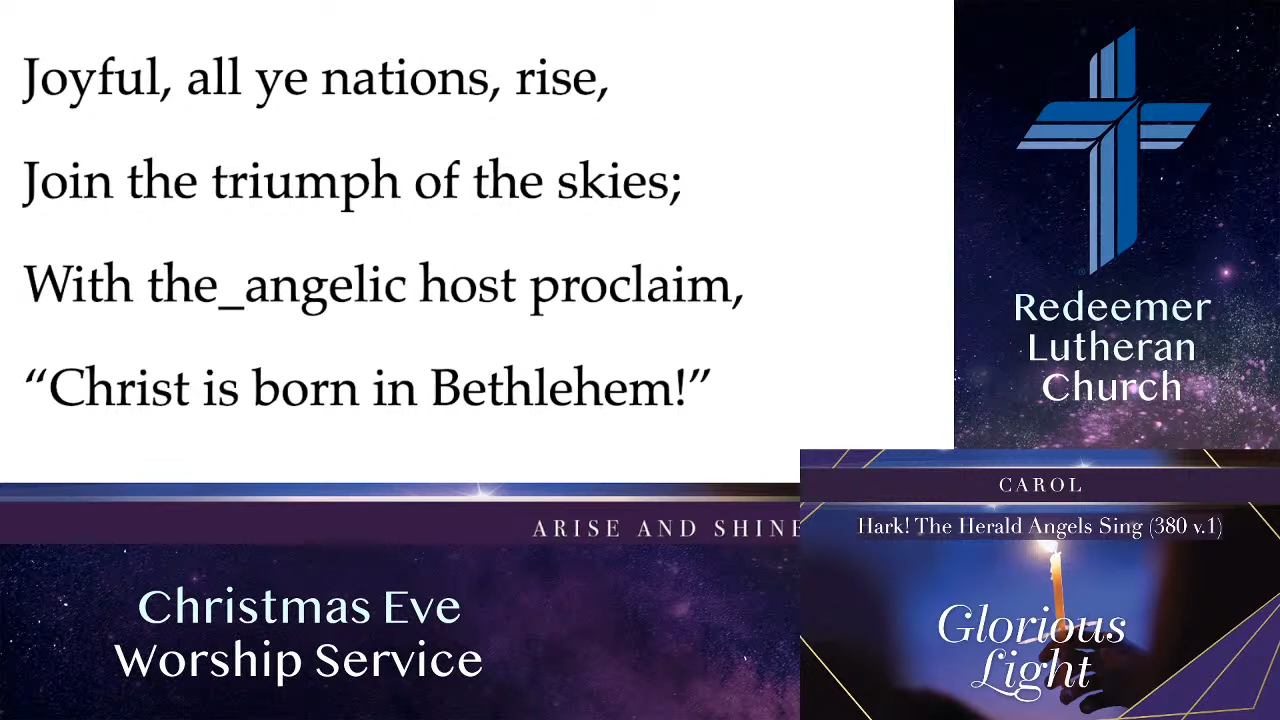 Joyful, all ye nations, rise,
Join the triumph of the skies;
With the_angelic host proclaim,
“Christ is born in Bethlehem!”
Redeemer
Lutheran
Church
ARISE AND SHINE
Christmas Eve
Worship Service
CAROL
Hark! The Herald Angels Sing (380 v.1)
Glorious
Light